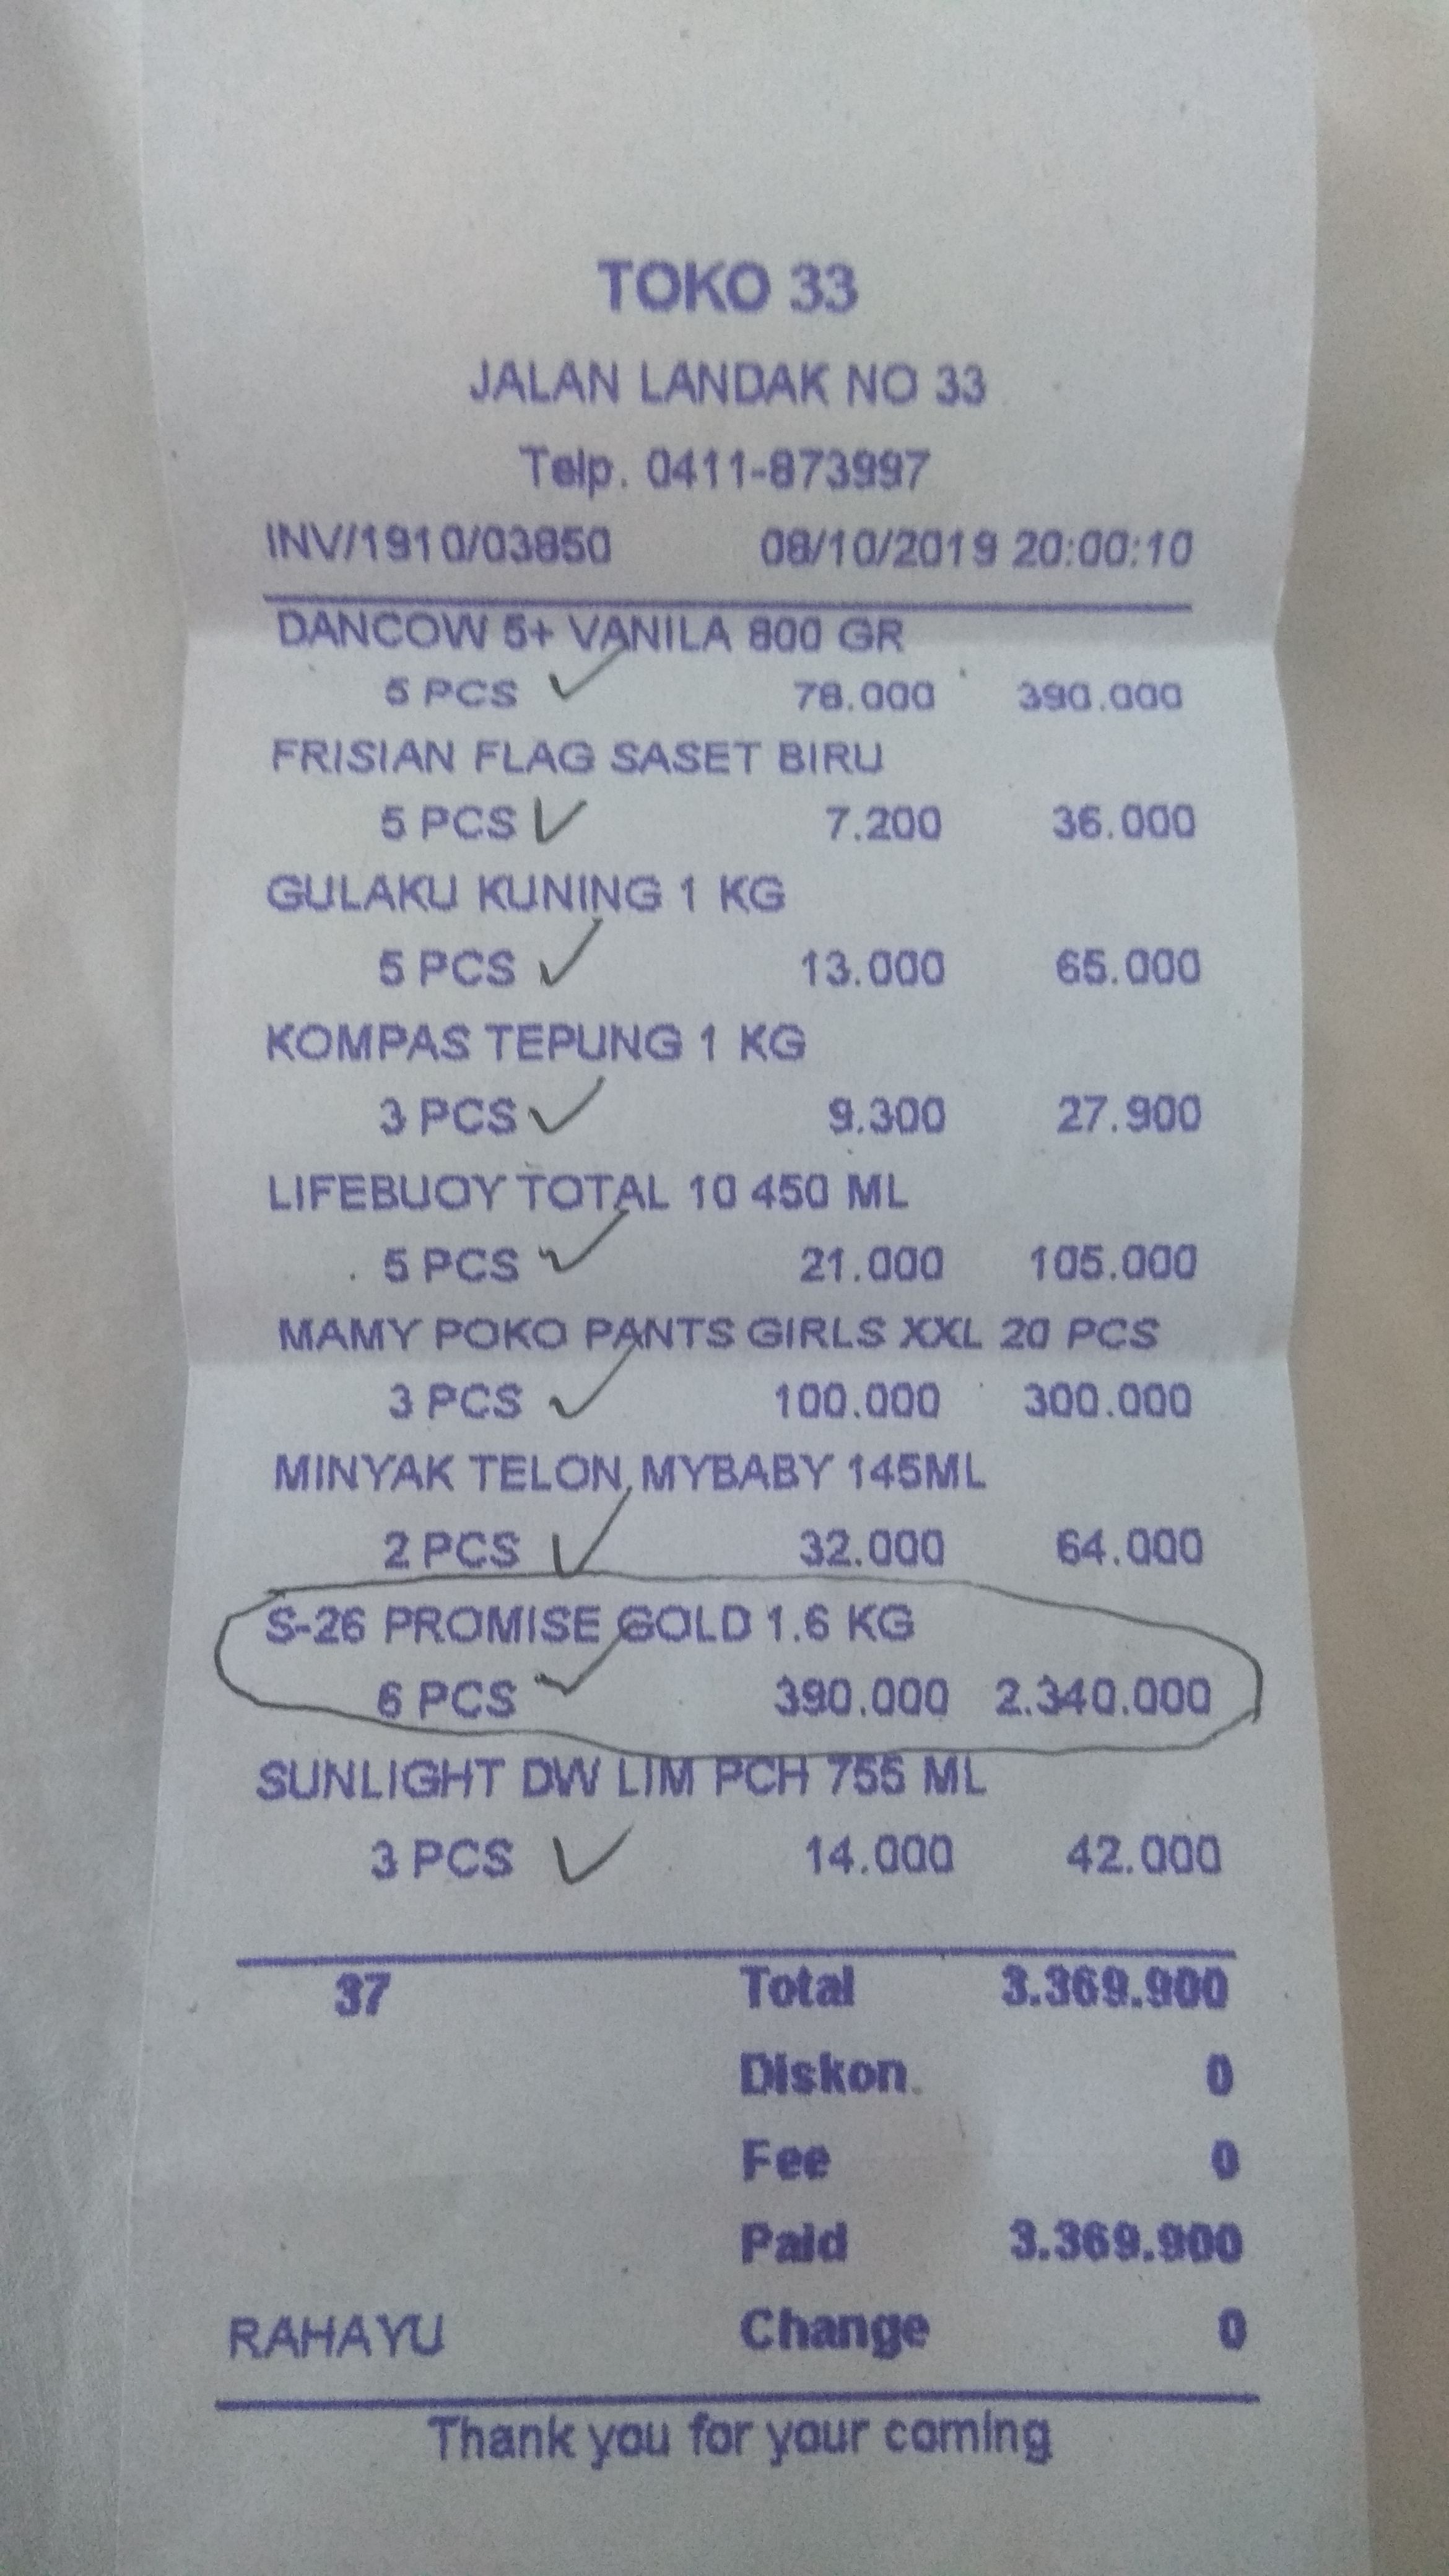 TOKO 33
JALAN LANDAK NO 33
Telp. 0411-873997
INV/1910/03850 08/10/2019 20:00:10
DANCOW 5+ VANILA 800 GR
5 PCS 78.000 390.000
FRISIAN FLAG SASET BIRU
5 PCS 7.200 36.000
GULAKU KUNING 1 KG
5 PCS 13.000 65.000
KOMPAS TEPUNG 1 KG
3 PCS 9.300 27.900
LIFEBUOY TOTAL 10 450 ML
5 PCS 21.000 105.000
MAMY POKO PANTS GIRLS XXL 20 PCS
3 PCS 100.000 300.000
MINYAK TELON MYBABY 145ML
2 PCS 32.000 64.000
S-26 PROMISE GOLD 1.6 KG
6 PCS 390.000 2.340.000
SUNLIGHT DW LIM PCH 755 ML
3 PCS 14.000 42.000
37 Total 3.369.900
Diskon 0
Fee 0
Paid 3.369.900
RAHAYU Change 0
Thank you for your coming